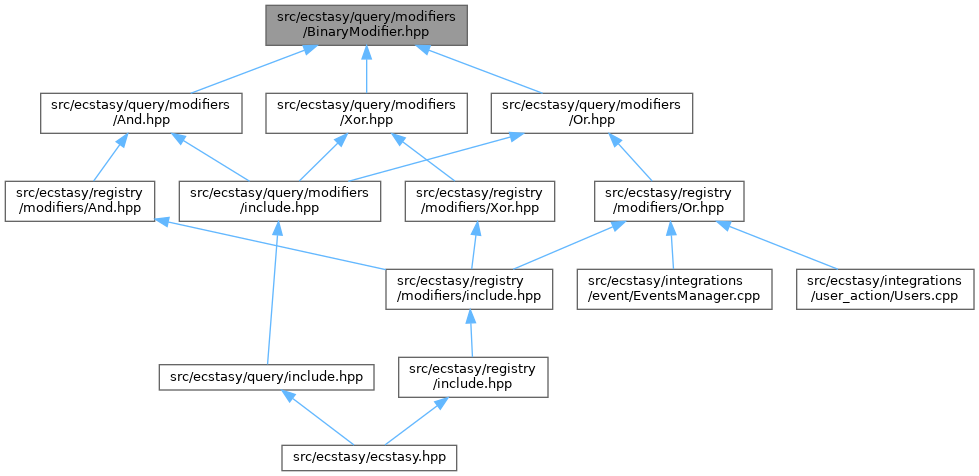 src/ecstasy/query/modifiers
/BinaryModifier.hpp
src/ecstasy/query/modifiers
/And.hpp
src/ecstasy/query/modifiers
/Xor.hpp
src/ecstasy/query/modifiers
/Or.hpp
src/ecstasy/registry
/modifiers/And.hpp
src/ecstasy/query/modifiers
/include.hpp
src/ecstasy/registry
/modifiers/Xor.hpp
src/ecstasy/registry
/modifiers/Or.hpp
src/ecstasy/registry
/modifiers/include.hpp
src/ecstasy/integrations
/event/EventsManager.cpp
src/ecstasy/integrations
/user_action/Users.cpp
src/ecstasy/query/include.hpp
src/ecstasy/registry
/include.hpp
src/ecstasy/ecstasy.hpp